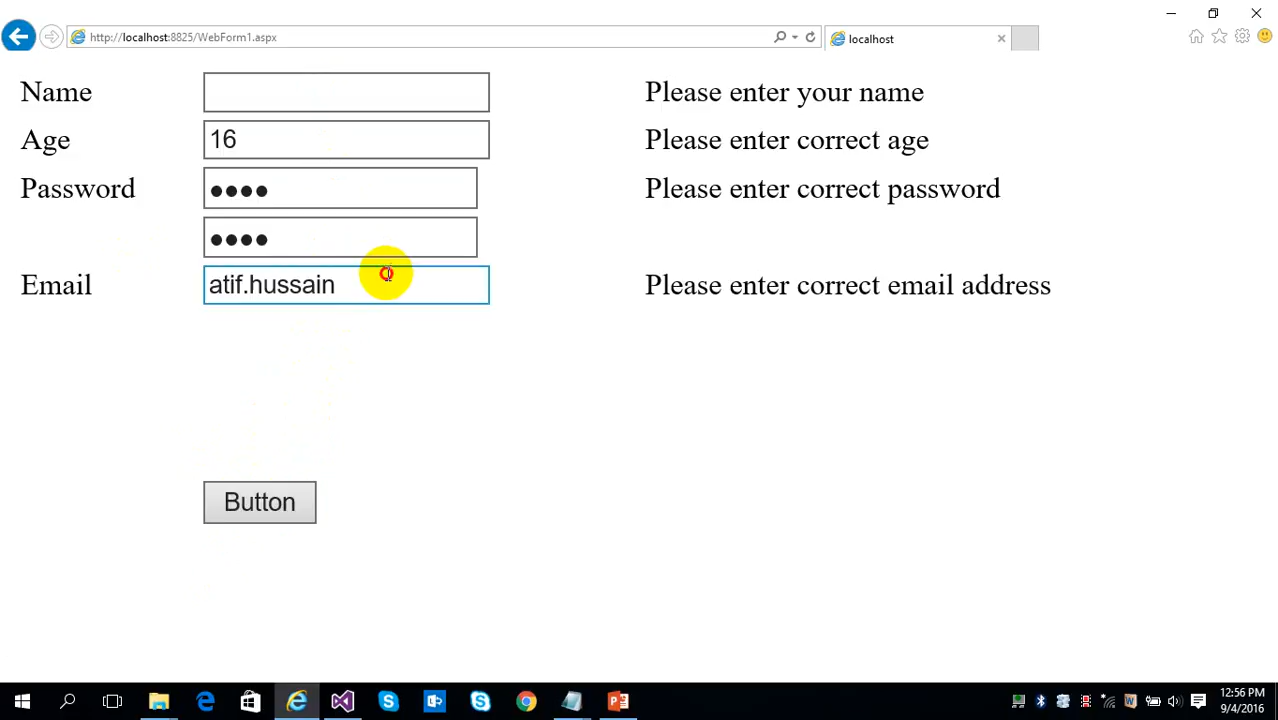 http://localhost:8825/WebForm1.aspx
localhost
Name
Please enter your name
Age
16
Please enter correct age
Password
Please enter correct password
Email
atif.hussain
Please enter correct email address
Button
12:56 PM
9/4/2016